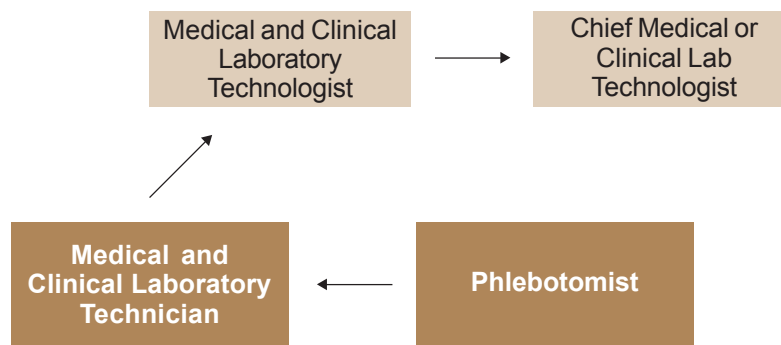 Medical and Clinical
Laboratory
Technologist
Chief Medical or
Clinical Lab
Technologist
Medical and
Clinical Laboratory
Technician
Phlebotomist